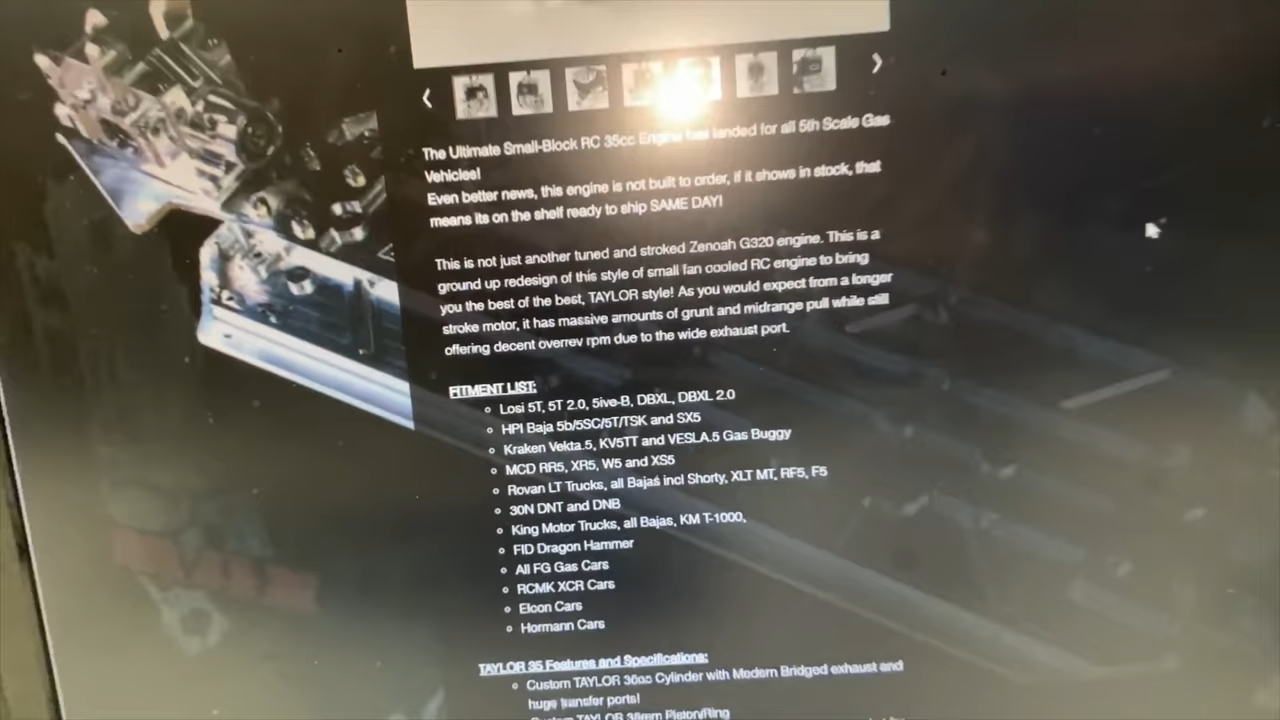 The Ultimate Small-Block RC 35cc Engine has landed for all 5th Scale Gas
Vehicles!
Even better news, this engine is not built to order, if it shows in stock, that
means its on the shelf ready to ship SAME DAY!
This is not just another tuned and stroked Zenoah G320 engine. This is a
ground up redesign of this style of small fan cooled RC engine to bring
you the best of the best, TAYLOR style! As you would expect from a longer
stroke motor, it has massive amounts of grunt and midrange pull while still
offering decent overrev rpm due to the wide exhaust port.
FITMENT LIST:
Losi 5T, 5T 2.0, 5ive-B, DBXL, DBXL 2.0
HPI Baja 5b/5SC/5T/TSK and SX5
Kraken Vekta.5, KV5TT and VESLA.5 Gas Buggy
MCD RR5, XR5, W5 and XS5
Rovan LT Trucks, all Bajas incl Shorty, XLT MT, RF5, F5
30N DNT and DNB
King Motor Trucks, all Bajas, KM T-1000,
FID Dragon Hammer
All FG Gas Cars
RCMK XCR Cars
Elcon Cars
Hormann Cars
TAYLOR 35 Features and Specifications:
Custom TAYLOR Cylinder with Modern Bridged exhaust and
huge transfer ports!
Custom TAYLOR Piston/Ring